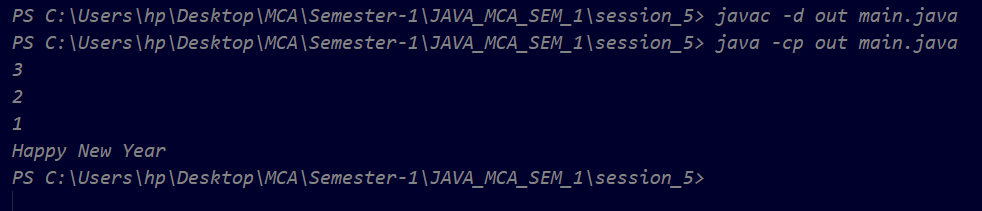 PS C:\Users\hp\Desktop\MCA\Semester-1\JAVA_MCA_SEM_1\session_5> javac -d out main.java
PS C:\Users\hp\Desktop\MCA\Semester-1\JAVA_MCA_SEM_1\session_5> java -cp out main.java
3
2
1
Happy New Year
PS C:\Users\hp\Desktop\MCA\Semester-1\JAVA_MCA_SEM_1\session_5>